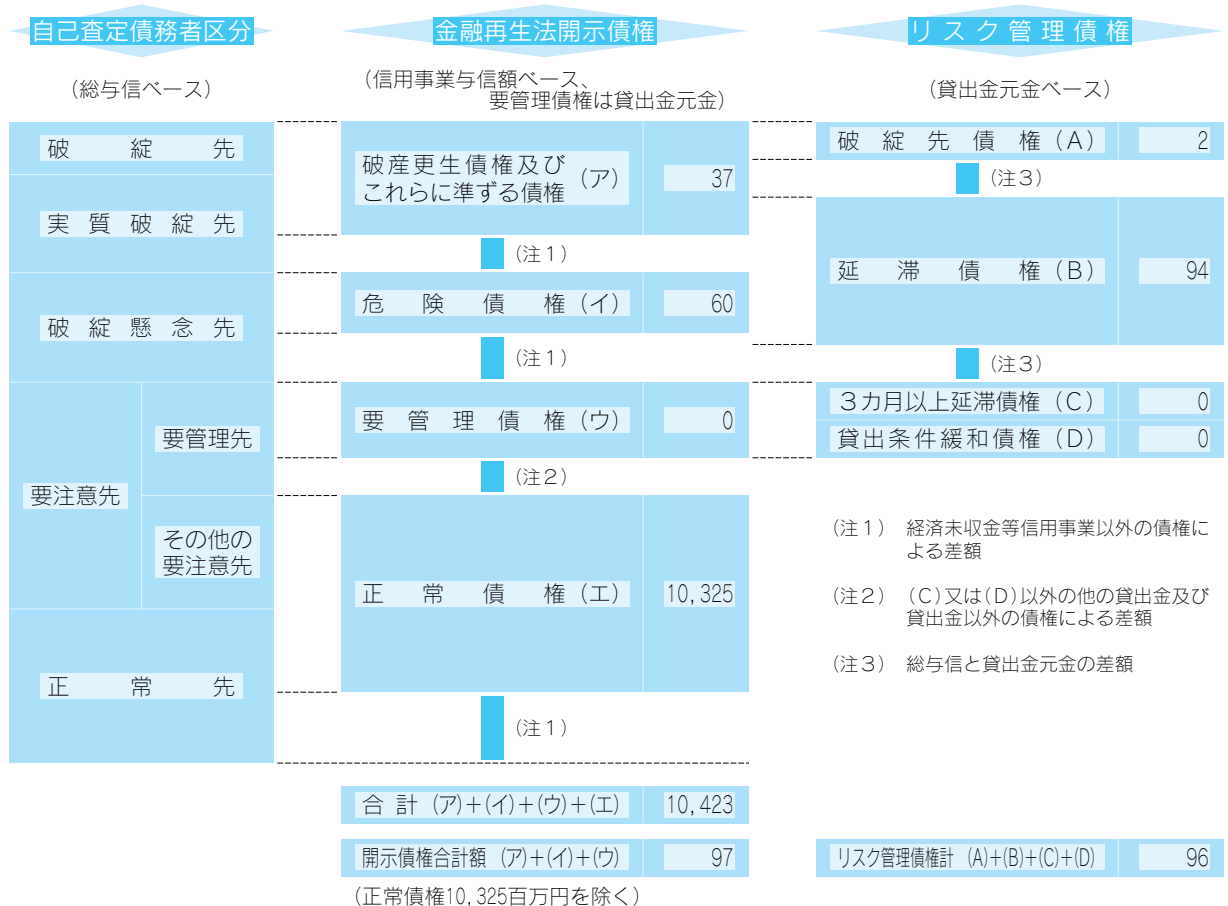 自己査定債務者区分
(総与信ベース)
破綻先
実質破綻先
破綻懸念先
要注意先
要管理先
その他の
要注意先
正常先
金融再生法開示債権
(信用事業与信額ベース、
要管理債権は貸出金元金)
破産更生債権及び
これらに準ずる債権 (ア) 37
(注1)
危険債権(イ) 60
(注1)
要管理債権(ウ) 0
(注2)
正常債権(エ) 10,325
(注1)
合計 (ア)+(イ)+(ウ)+(エ) 10,423
開示債権合計額 (ア)+(イ)+(ウ) 97
(正常債権10,325百万円を除く)
リスク管理債権
(貸出金元金ベース)
破綻先債権(A) 2
(注3)
延滞債権(B) 94
(注3)
3カ月以上延滞債権(C) 0
貸出条件緩和債権(D) 0
(注1) 経済未収金等信用事業以外の債権に
よる差額
(注2) (C)又は(D)以外の他の貸出金及び
貸出金以外の債権による差額
(注3) 総与信と貸出金元金の差額
リスク管理債権計 (A)+(B)+(C)+(D) 96